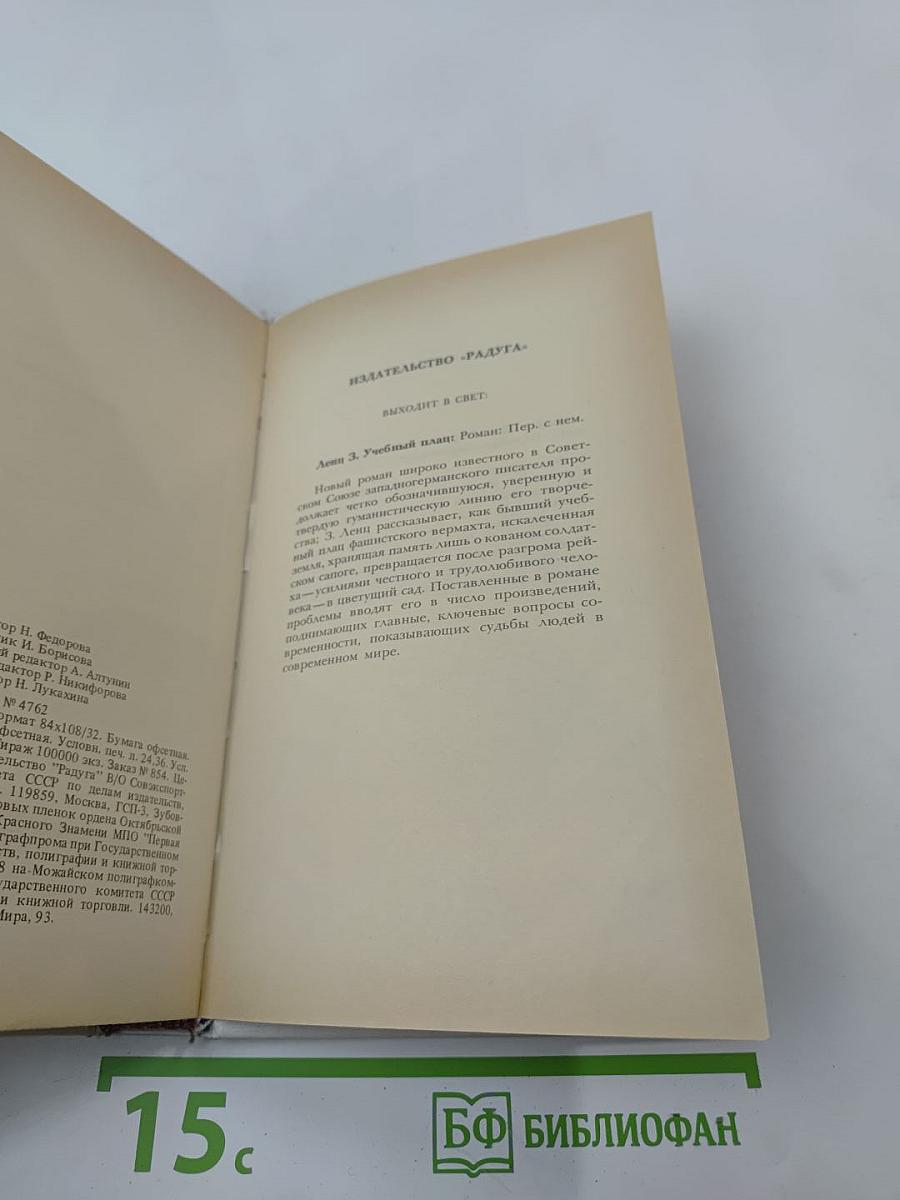 тор Н. Федорова
ик И. Борисова
й редактор А. Алтунин
дактор Р. Никифорова
ор Н. Лукахина
№ 4762
ормат 84х108/32. Бумага офсетная.
фсетная. Условн. печ. л. 24,36. Усл.
Тираж 100000 экз. Заказ № 854. Це-
ельство "Радуга" В/О Совэкспорт-
ета СССР по делам издательств,
. 119859, Москва, ГСП-3, Зубов-
овых пленок ордена Октябрьской
Красного Знамени МПО "Первая
играфпрома при Государственном
ств, полиграфии и книжной тор-
8 на Можайском полиграфком-
ударственного комитета СССР
и книжной торговли. 143200,
Мира, 93.
ИЗДАТЕЛЬСТВО «РАДУГА»
ВЫХОДИТ В СВЕТ:
Ленц З. Учебный плац: Роман: Пер. с нем.
Новый роман широко известного в Совет-
ском Союзе западногерманского писателя про-
должает четко обозначившуюся, уверенную и
твердую гуманистическую линию его творче-
ства; З. Ленц рассказывает, как бывший учеб-
ный плац фашистского вермахта, искалеченная
земля, хранящая память лишь о кованом солдат-
ском сапоге, превращается после разгрома рей-
ха — усилиями честного и трудолюбивого чело-
века — в цветущий сад. Поставленные в романе
проблемы вводят его в число произведений,
поднимающих главные, ключевые вопросы со-
временности, показывающих судьбы людей в
современном мире.
15 с
БФ БИБЛИОФАН